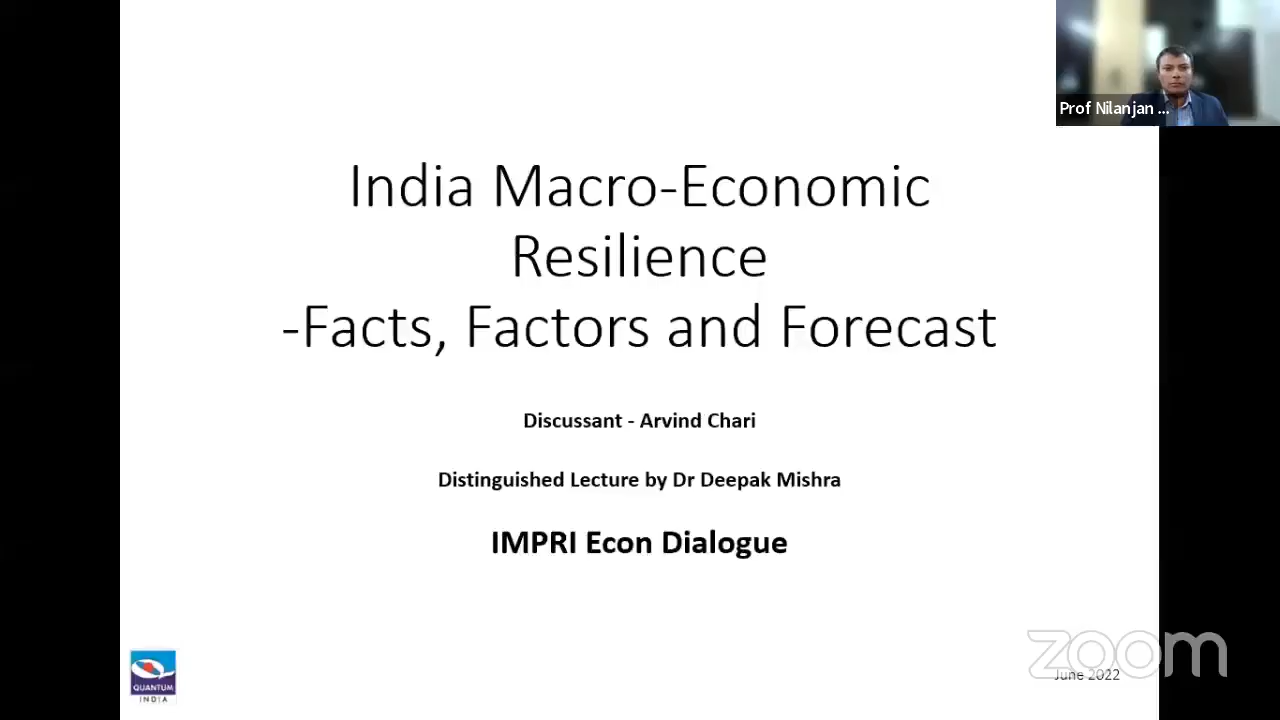 Prof Nilanjan ...
India Macro-Economic
Resilience
-Facts, Factors and Forecast
Discussant - Arvind Chari
Distinguished Lecture by Dr Deepak Mishra
IMPRI Econ Dialogue
QUANTUM
INDIA
zoom
June 2022